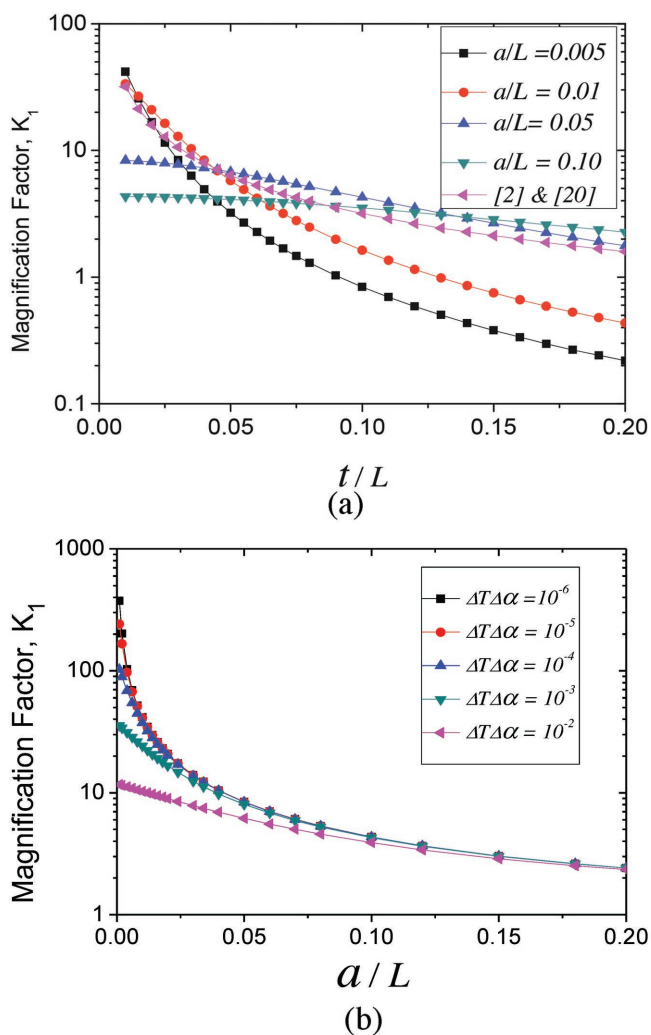 100
10
1
0.1
Magnification Factor, K₁
a/L =0.005
a/L = 0.01
a/L= 0.05
a/L = 0.10
[2] & [20]
0.00 0.05 0.10 0.15 0.20
t / L
(a)
1000
100
10
1
Magnification Factor, K₁
ΔTΔα = 10⁻⁶
ΔTΔα = 10⁻⁵
ΔTΔα = 10⁻⁴
ΔTΔα = 10⁻³
ΔTΔα = 10⁻²
0.00 0.05 0.10 0.15 0.20
a / L
(b)